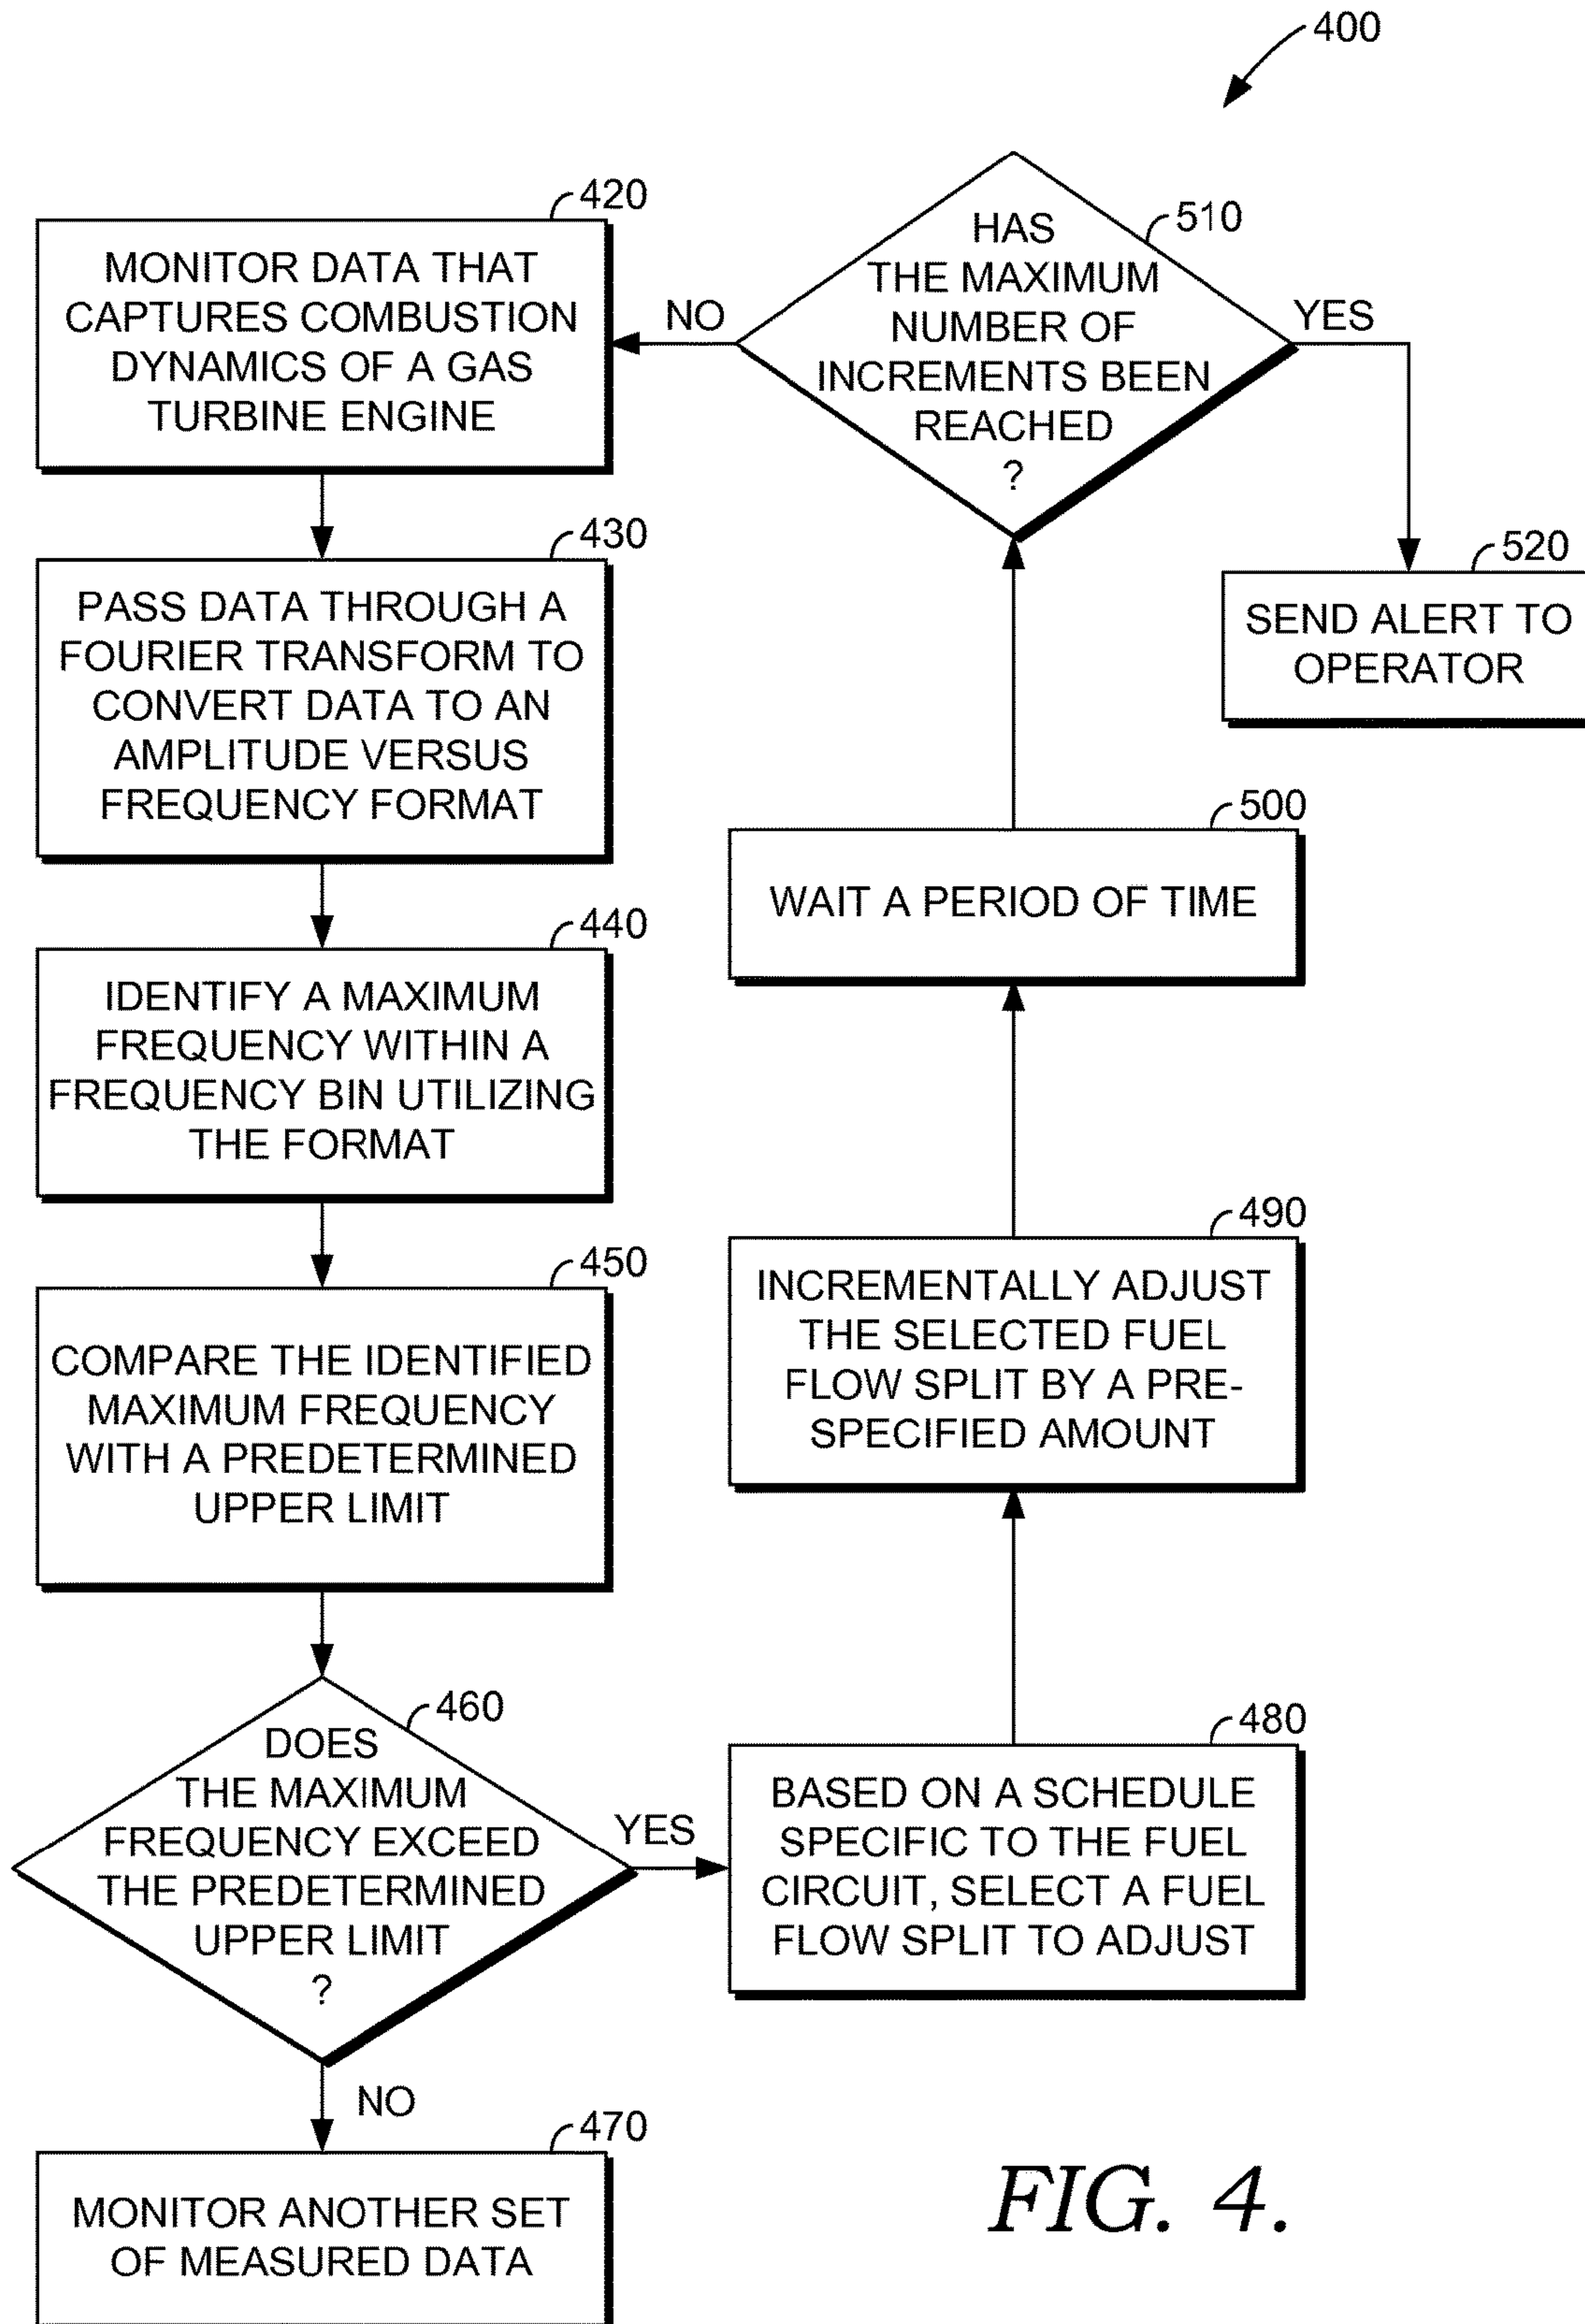 400
420
MONITOR DATA THAT
CAPTURES COMBUSTION
DYNAMICS OF A GAS
TURBINE ENGINE
430
PASS DATA THROUGH A
FOURIER TRANSFORM TO
CONVERT DATA TO AN
AMPLITUDE VERSUS
FREQUENCY FORMAT
440
IDENTIFY A MAXIMUM
FREQUENCY WITHIN A
FREQUENCY BIN UTILIZING
THE FORMAT
450
COMPARE THE IDENTIFIED
MAXIMUM FREQUENCY
WITH A PREDETERMINED
UPPER LIMIT
460
DOES
THE MAXIMUM
FREQUENCY EXCEED
THE PREDETERMINED
UPPER LIMIT
?
NO
470
MONITOR ANOTHER SET
OF MEASURED DATA
YES
480
BASED ON A SCHEDULE
SPECIFIC TO THE FUEL
CIRCUIT, SELECT A FUEL
FLOW SPLIT TO ADJUST
490
INCREMENTALLY ADJUST
THE SELECTED FUEL
FLOW SPLIT BY A PRE-
SPECIFIED AMOUNT
500
WAIT A PERIOD OF TIME
510
HAS
THE MAXIMUM
NUMBER OF
INCREMENTS BEEN
REACHED
?
NO
YES
520
SEND ALERT TO
OPERATOR
FIG. 4.